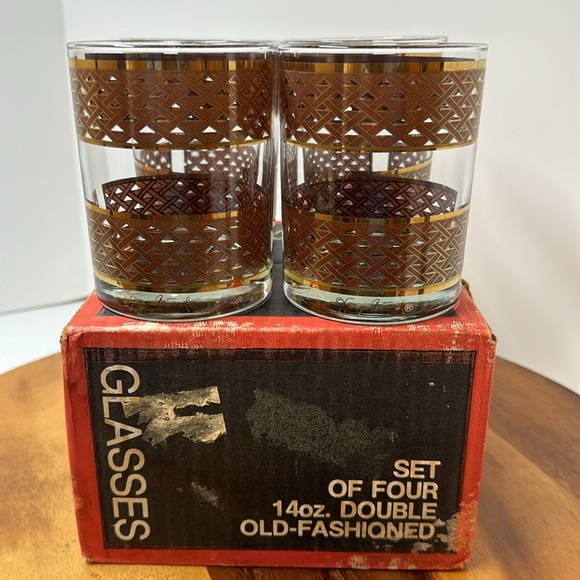 GLASSES
SET
OF FOUR
14oz. DOUBLE
OLD-FASHIONED